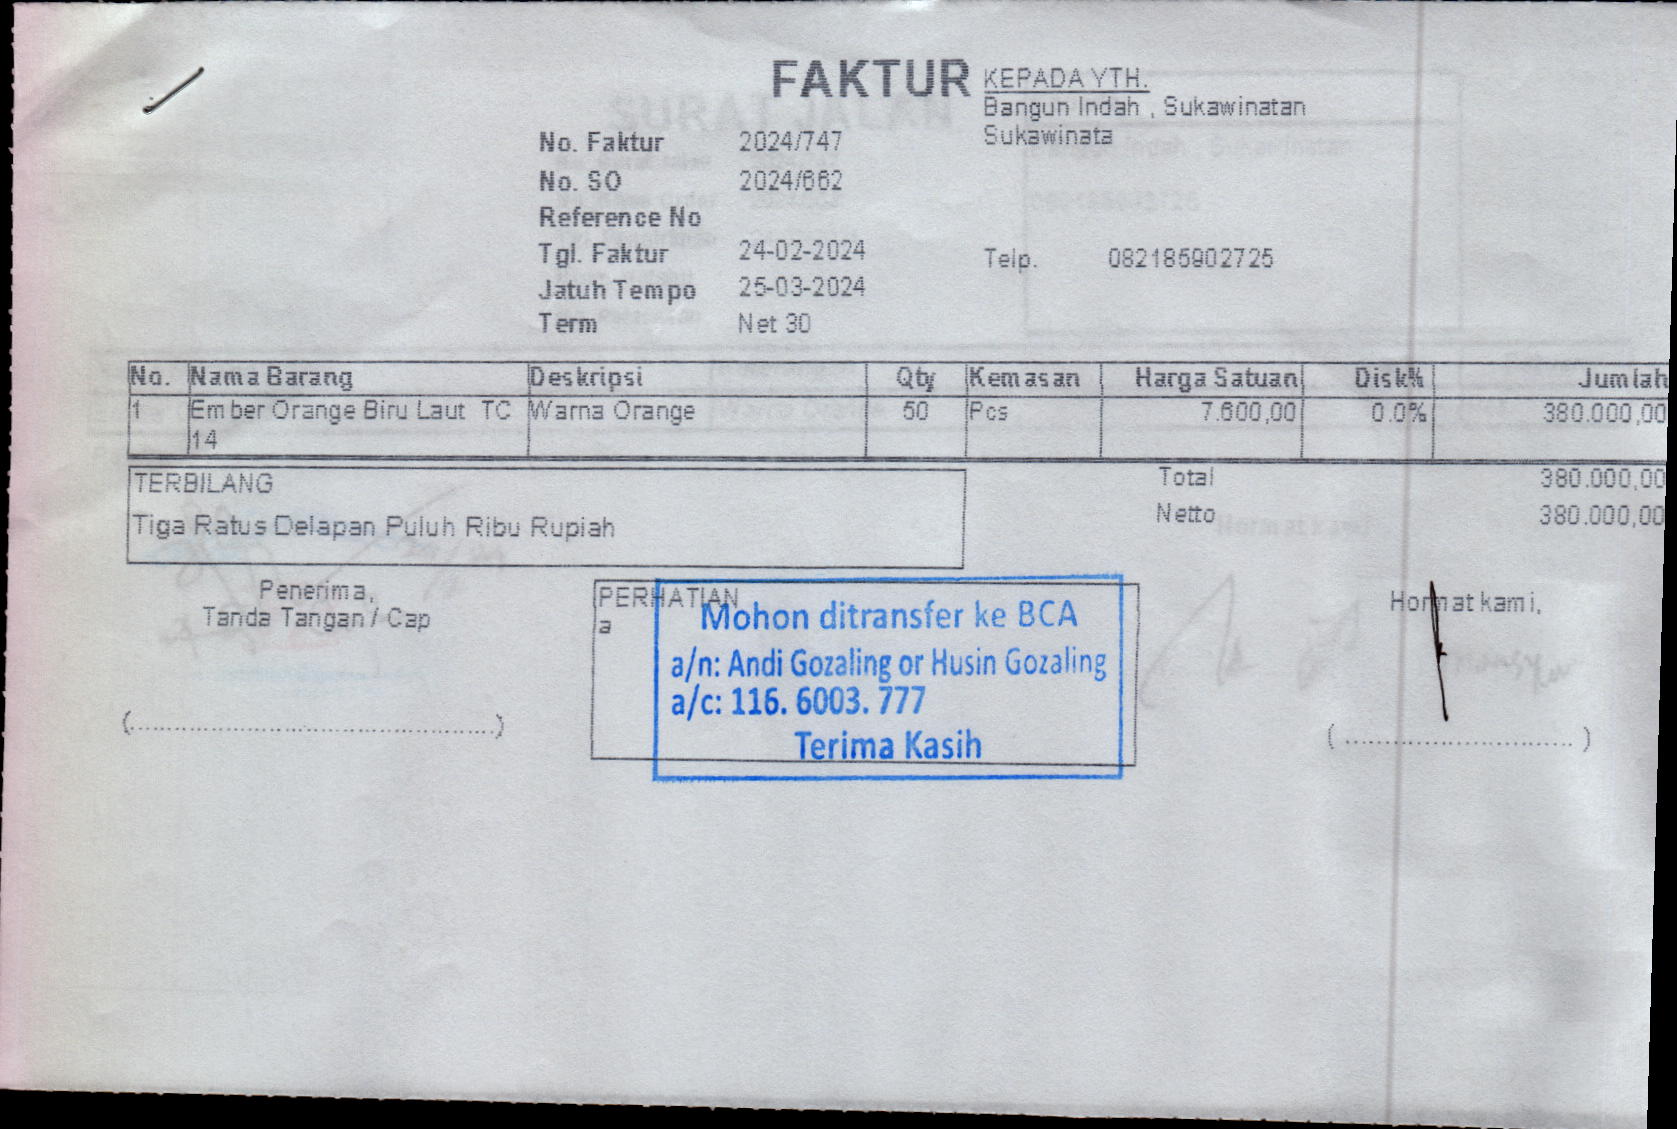 FAKTUR
KEPADA YTH.
Bangun Indah , Sukawinatan
Sukawinata
No. Faktur 2024/747
No. SO 2024/662
Reference No
Tgl. Faktur 24-02-2024
Telp. 082185902725
Jatuh Tempo 25-03-2024
Term Net 30
No. Nama Barang Deskripsi Qty Kemasan Harga Satuan Disk% Jumlah
1 Ember Orange Biru Laut TC 14 Warna Orange 50 Pcs 7.600,00 0.0% 380.000,00
Total 380.000,00
Netto 380.000,00
TERBILANG
Tiga Ratus Delapan Puluh Ribu Rupiah
Penerima,
Tanda Tangan / Cap
(..............................................)
PERHATIAN
a
Mohon ditransfer ke BCA
a/n: Andi Gozaling or Husin Gozaling
a/c: 116. 6003. 777
Terima Kasih
Hormat kami,
( ............................. )